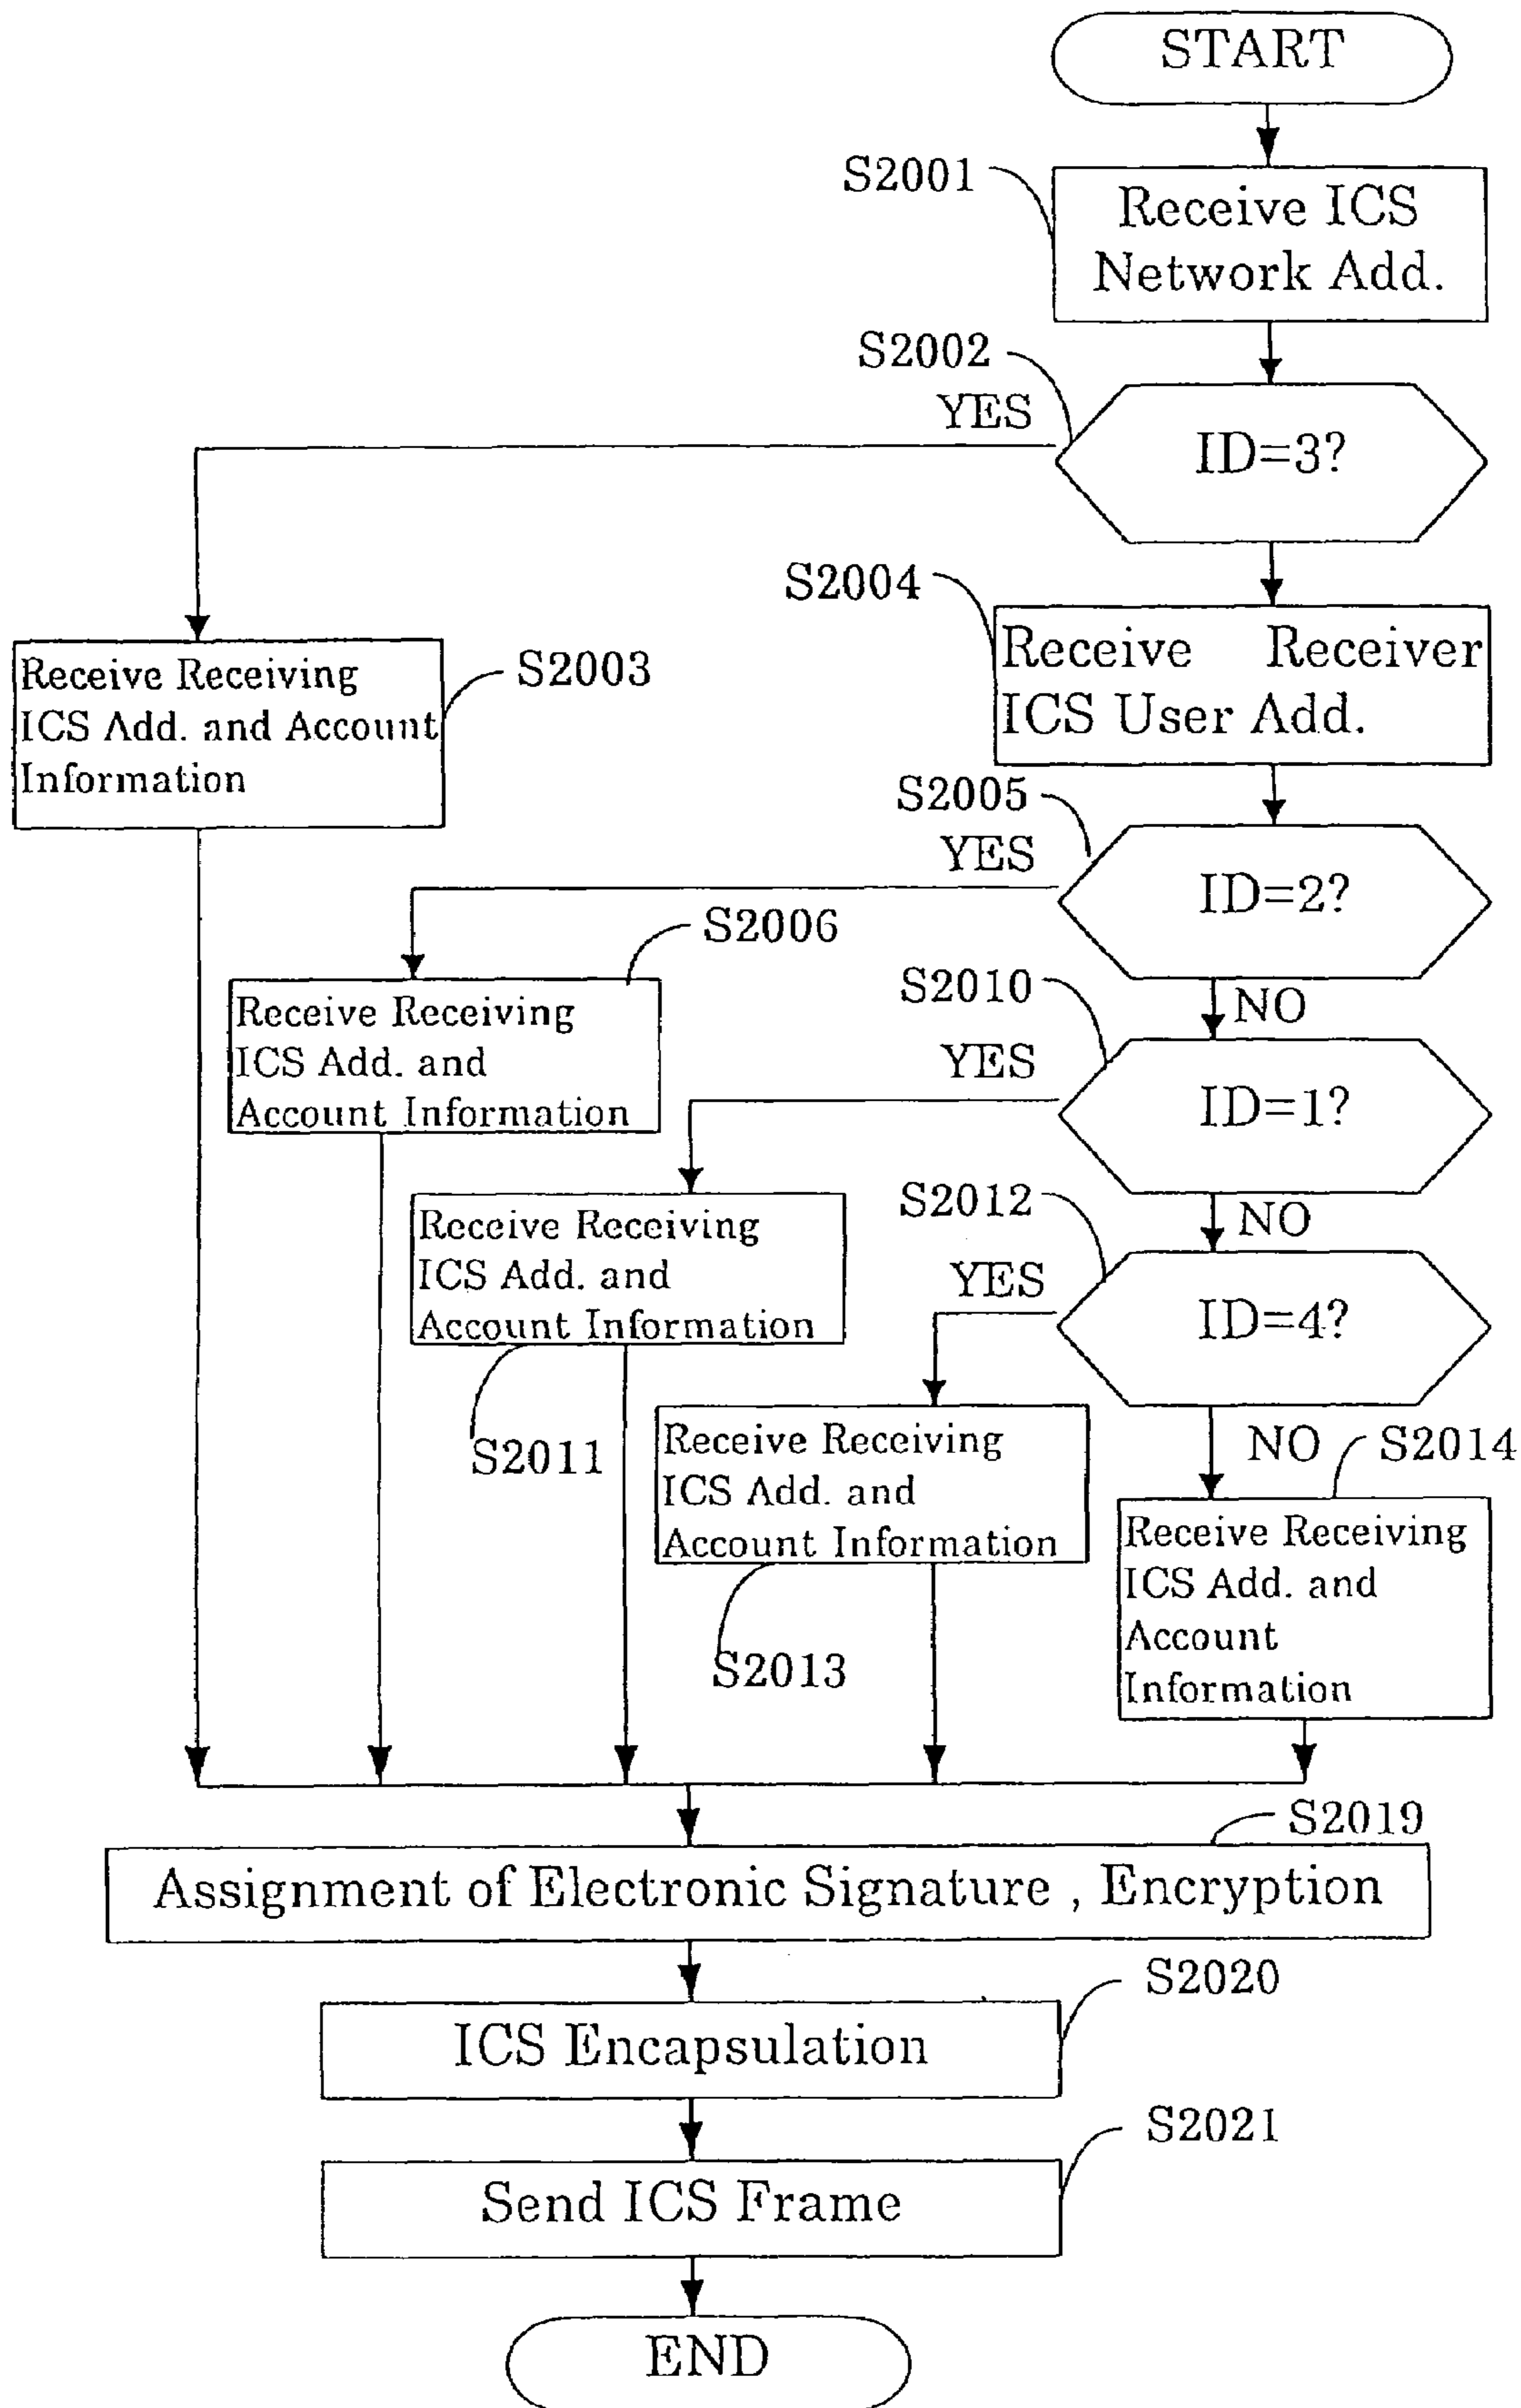 START
S2001
Receive ICS
Network Add.
S2002
YES
ID=3?
S2004
Receive Receiver
ICS User Add.
Receive Receiving
ICS Add. and Account
Information
S2003
S2005
YES
ID=2?
S2006
Receive Receiving
ICS Add. and
Account Information
NO
S2010
YES
ID=1?
Receive Receiving
ICS Add. and
Account Information
S2011
NO
S2012
YES
ID=4?
Receive Receiving
ICS Add. and
Account Information
S2013
NO
S2014
Receive Receiving
ICS Add. and
Account
Information
S2019
Assignment of Electronic Signature , Encryption
S2020
ICS Encapsulation
S2021
Send ICS Frame
END